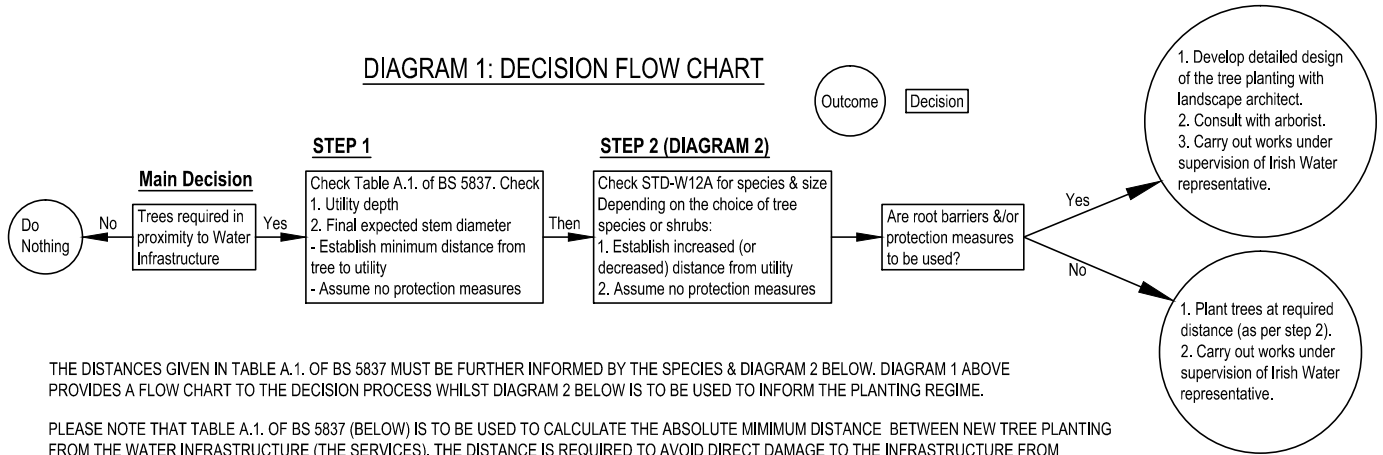 DIAGRAM 1: DECISION FLOW CHART
Outcome
Decision
Do
Nothing
No
Main Decision
Trees required in
proximity to Water
Infrastructure
Yes
STEP 1
Check Table A.1. of BS 5837. Check
1. Utility depth
2. Final expected stem diameter
- Establish minimum distance from
tree to utility
- Assume no protection measures
Then
STEP 2 (DIAGRAM 2)
Check STD-W12A for species & size
Depending on the choice of tree
species or shrubs:
1. Establish increased (or
decreased) distance from utility
2. Assume no protection measures
Are root barriers &/or
protection measures
to be used?
Yes
1. Develop detailed design
of the tree planting with
landscape architect.
2. Consult with arborist.
3. Carry out works under
supervision of Irish Water
representative.
No
1. Plant trees at required
distance (as per step 2).
2. Carry out works under
supervision of Irish Water
representative.
THE DISTANCES GIVEN IN TABLE A.1. OF BS 5837 MUST BE FURTHER INFORMED BY THE SPECIES & DIAGRAM 2 BELOW. DIAGRAM 1 ABOVE
PROVIDES A FLOW CHART TO THE DECISION PROCESS WHILST DIAGRAM 2 BELOW IS TO BE USED TO INFORM THE PLANTING REGIME.
PLEASE NOTE THAT TABLE A.1. OF BS 5837 (BELOW) IS TO BE USED TO CALCULATE THE ABSOLUTE MIMIMUM DISTANCE BETWEEN NEW TREE PLANTING
FROM THE WATER INFRASTRUCTURE (THE SERVICES). THE DISTANCE IS REQUIRED TO AVOID DIRECT DAMAGE TO THE INFRASTRUCTURE FROM